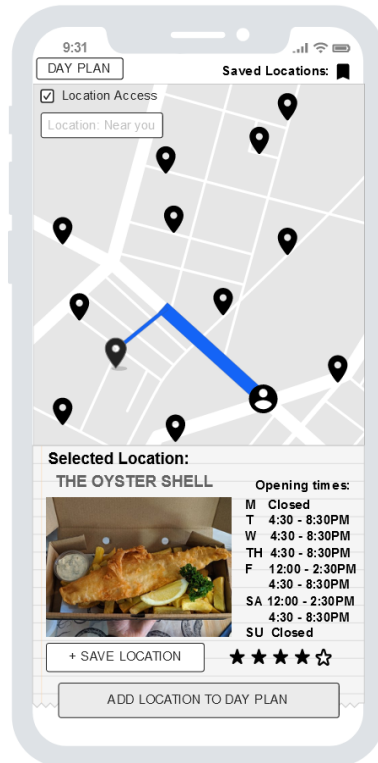 9:31
DAY PLAN
Saved Locations:
Location Access
Location: Near you
Selected Location:
THE OYSTER SHELL
Opening times:
M Closed
T 4:30 - 8:30PM
W 4:30 - 8:30PM
TH 4:30 - 8:30PM
F 12:00 - 2:30PM
4:30 - 8:30PM
SA 12:00 - 2:30PM
4:30 - 8:30PM
SU Closed
+ SAVE LOCATION
ADD LOCATION TO DAY PLAN